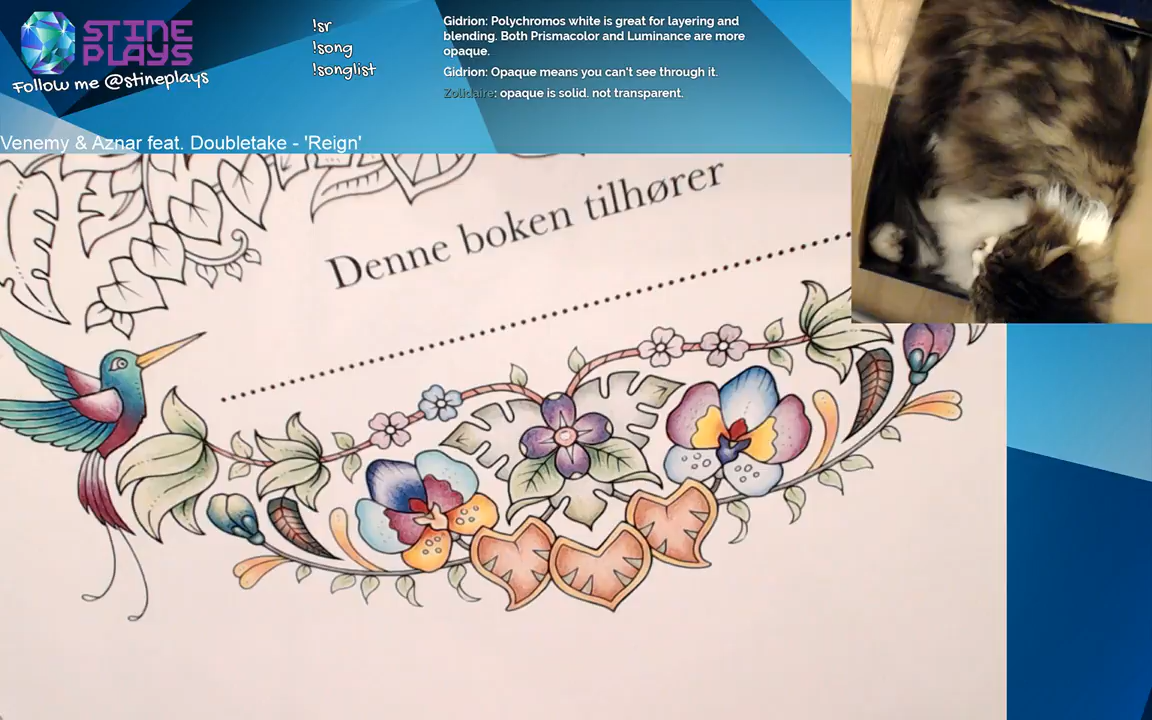 STINE
PLAYS
Follow me @stineplays
!sr
!song
!songlist
Gidrion: Polychromos white is great for layering and
blending. Both Prismacolor and Luminance are more
opaque.
Gidrion: Opaque means you can't see through it.
Zolidaire: opaque is solid. not transparent.
Venemy & Aznar feat. Doubletake - 'Reign'
Denne boken tilhører